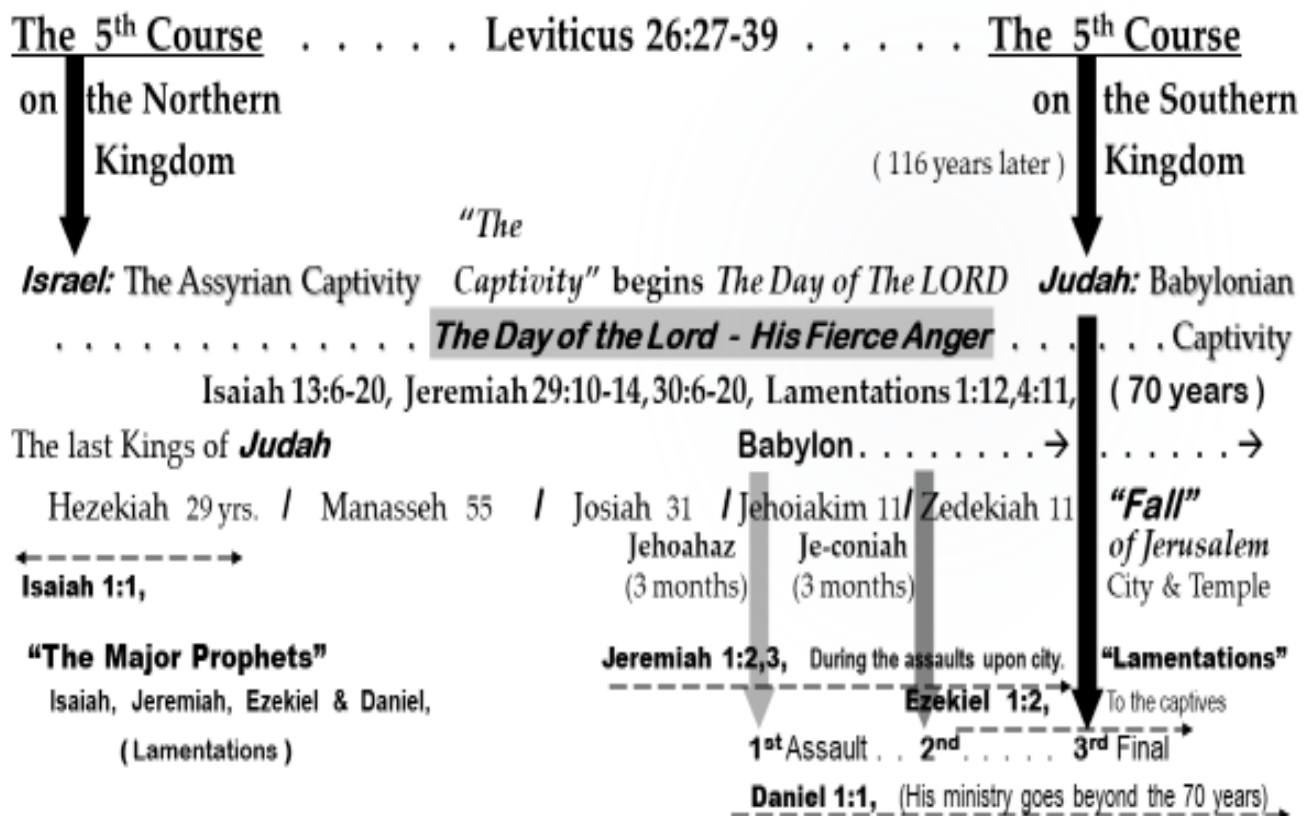 The 5th Course . . . . . Leviticus 26:27-39 . . . . . The 5th Course
on the Northern on the Southern
Kingdom ( 116 years later ) Kingdom
"The
Israel: The Assyrian Captivity Captivity" begins The Day of The LORD Judah: Babylonian
. . . . . . . . . . . . . . The Day of the Lord - His Fierce Anger . . . . . . Captivity
Isaiah 13:6-20, Jeremiah 29:10-14, 30:6-20, Lamentations 1:12,4:11, ( 70 years )
The last Kings of Judah Babylon. . . . . . . . → . . . . . . →
Hezekiah 29 yrs. / Manasseh 55 / Josiah 31 / Jehoiakim 11 / Zedekiah 11 "Fall"
Jehoahaz Je-coniah of Jerusalem
(3 months) (3 months) City & Temple
Isaiah 1:1,
"The Major Prophets" Jeremiah 1:2,3, During the assaults upon city. "Lamentations"
Isaiah, Jeremiah, Ezekiel & Daniel, Ezekiel 1:2, To the captives
( Lamentations ) 1st Assault . . 2nd . . . . . 3rd Final
Daniel 1:1, (His ministry goes beyond the 70 years)